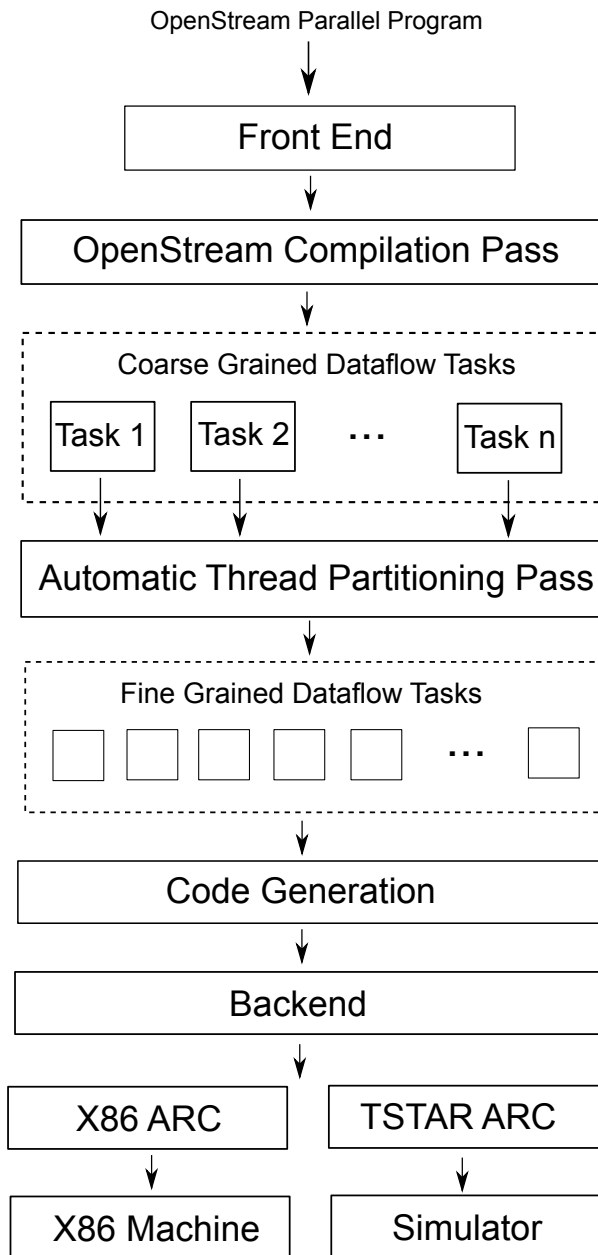 OpenStream Parallel Program
Front End
OpenStream Compilation Pass
Coarse Grained Dataflow Tasks
Task 1 Task 2 ... Task n
Automatic Thread Partitioning Pass
Fine Grained Dataflow Tasks
...
Code Generation
Backend
X86 ARC TSTAR ARC
X86 Machine Simulator